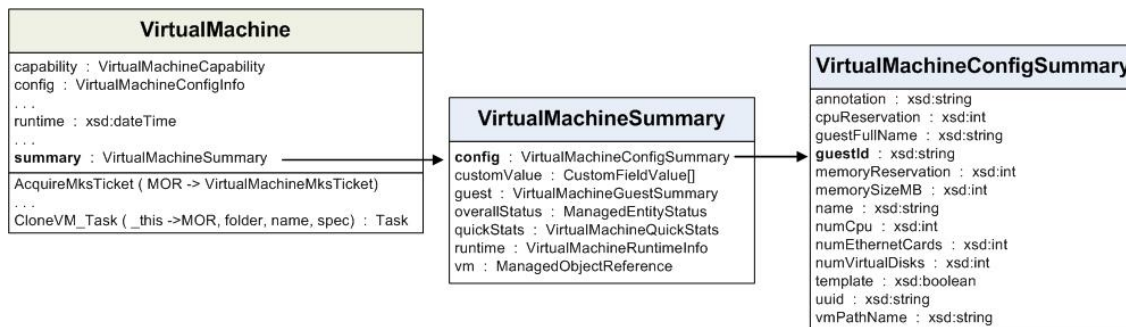 VirtualMachine
capability : VirtualMachineCapability
config : VirtualMachineConfigInfo
. . .
runtime : xsd:dateTime
. . .
summary : VirtualMachineSummary
AcquireMksTicket ( MOR -> VirtualMachineMksTicket)
. . .
CloneVM_Task ( _this ->MOR, folder, name, spec) : Task
VirtualMachineSummary
config : VirtualMachineConfigSummary
customValue : CustomFieldValue[]
guest : VirtualMachineGuestSummary
overallStatus : ManagedEntityStatus
quickStats : VirtualMachineQuickStats
runtime : VirtualMachineRuntimeInfo
vm : ManagedObjectReference
VirtualMachineConfigSummary
annotation : xsd:string
cpuReservation : xsd:int
guestFullName : xsd:string
guestId : xsd:string
memoryReservation : xsd:int
memorySizeMB : xsd:int
name : xsd:string
numCpu : xsd:int
numEthernetCards : xsd:int
numVirtualDisks : xsd:int
template : xsd:boolean
uuid : xsd:string
vmPathName : xsd:string